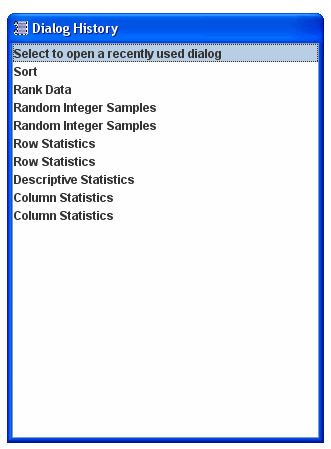 Dialog History
Select to open a recently used dialog
Sort
Rank Data
Random Integer Samples
Random Integer Samples
Row Statistics
Row Statistics
Descriptive Statistics
Column Statistics
Column Statistics